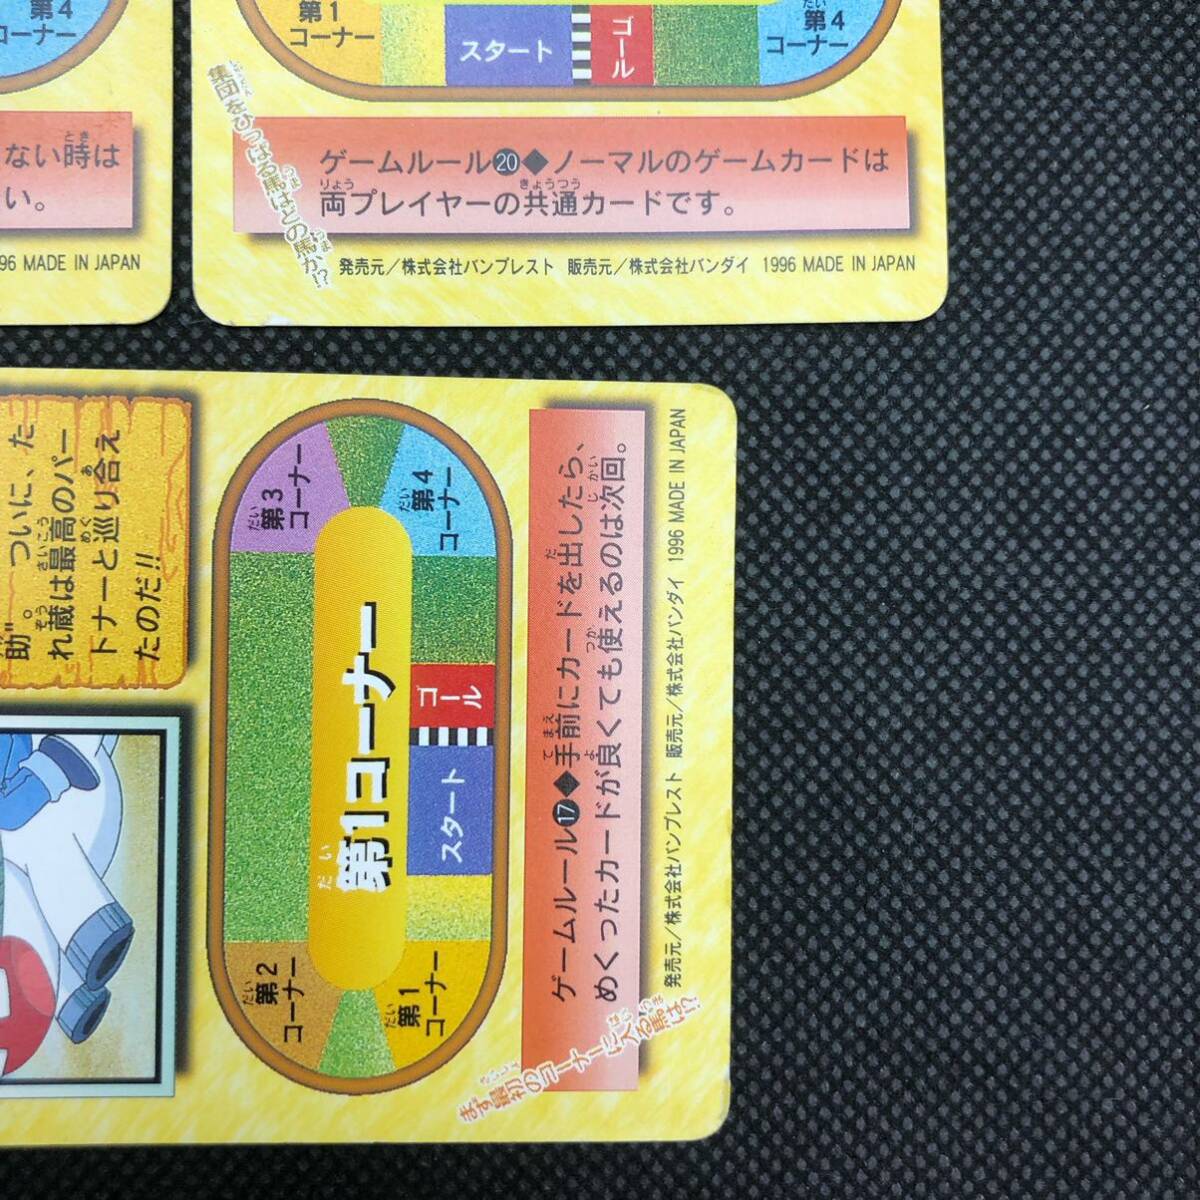 第4
コーナー
ない時は
い。
96 MADE IN JAPAN
第1
コーナー
スタート
ゴール
第4
コーナー
集団をひっぱる馬はどの馬か!?
ゲームルール⑳◆ノーマルのゲームカードは
両プレイヤーの共通カードです。
発売元／株式会社バンプレスト 販売元／株式会社バンダイ 1996 MADE IN JAPAN
助”。 ついに、た
れ蔵は最高のパー
トナーと巡り合え
たのだ!!
第3
コーナー
第4
コーナー
第1コーナー
ゴール
スタート
第2
コーナー
第1
コーナー
ゲームルール⑰◆手前にカードを出したら、
めくったカードが良くても使えるのは次回。
発売元／株式会社バンプレスト 販売元／株式会社バンダイ 1996 MADE IN JAPAN
まず最初のコーナーに入る馬は!?